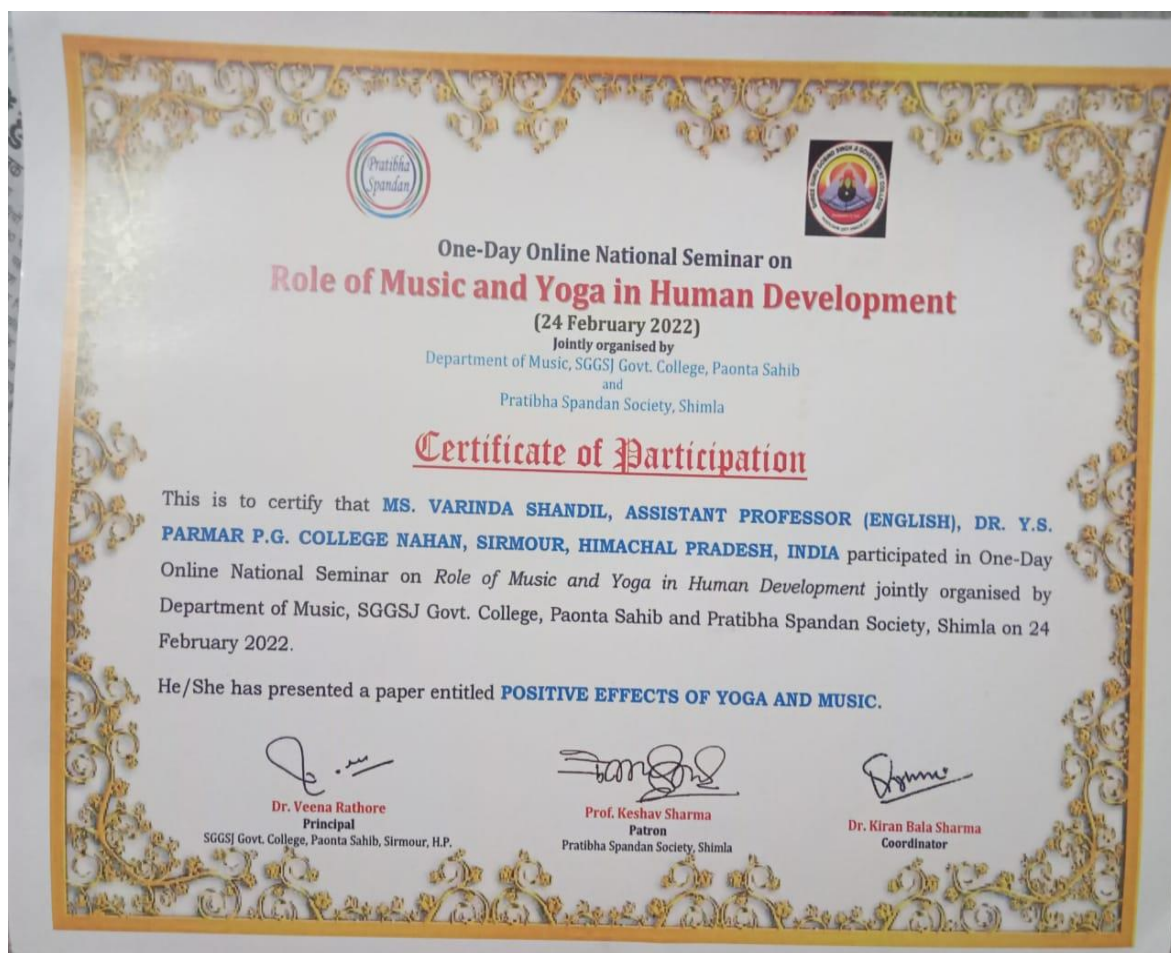 Pratibha
Spandan
One-Day Online National Seminar on
Role of Music and Yoga in Human Development
(24 February 2022)
Jointly organised by
Department of Music, SGGSJ Govt. College, Paonta Sahib
and
Pratibha Spandan Society, Shimla
Certificate of Participation
This is to certify that MS. VARINDA SHANDIL, ASSISTANT PROFESSOR (ENGLISH), DR. Y.S.
PARMAR P.G. COLLEGE NAHAN, SIRMOUR, HIMACHAL PRADESH, INDIA participated in One-Day
Online National Seminar on Role of Music and Yoga in Human Development jointly organised by
Department of Music, SGGSJ Govt. College, Paonta Sahib and Pratibha Spandan Society, Shimla on 24
February 2022.
He/She has presented a paper entitled POSITIVE EFFECTS OF YOGA AND MUSIC.
Dr. Veena Rathore
Principal
SGGSJ Govt. College, Paonta Sahib, Sirmour, H.P.
Prof. Keshav Sharma
Patron
Pratibha Spandan Society, Shimla
Dr. Kiran Bala Sharma
Coordinator